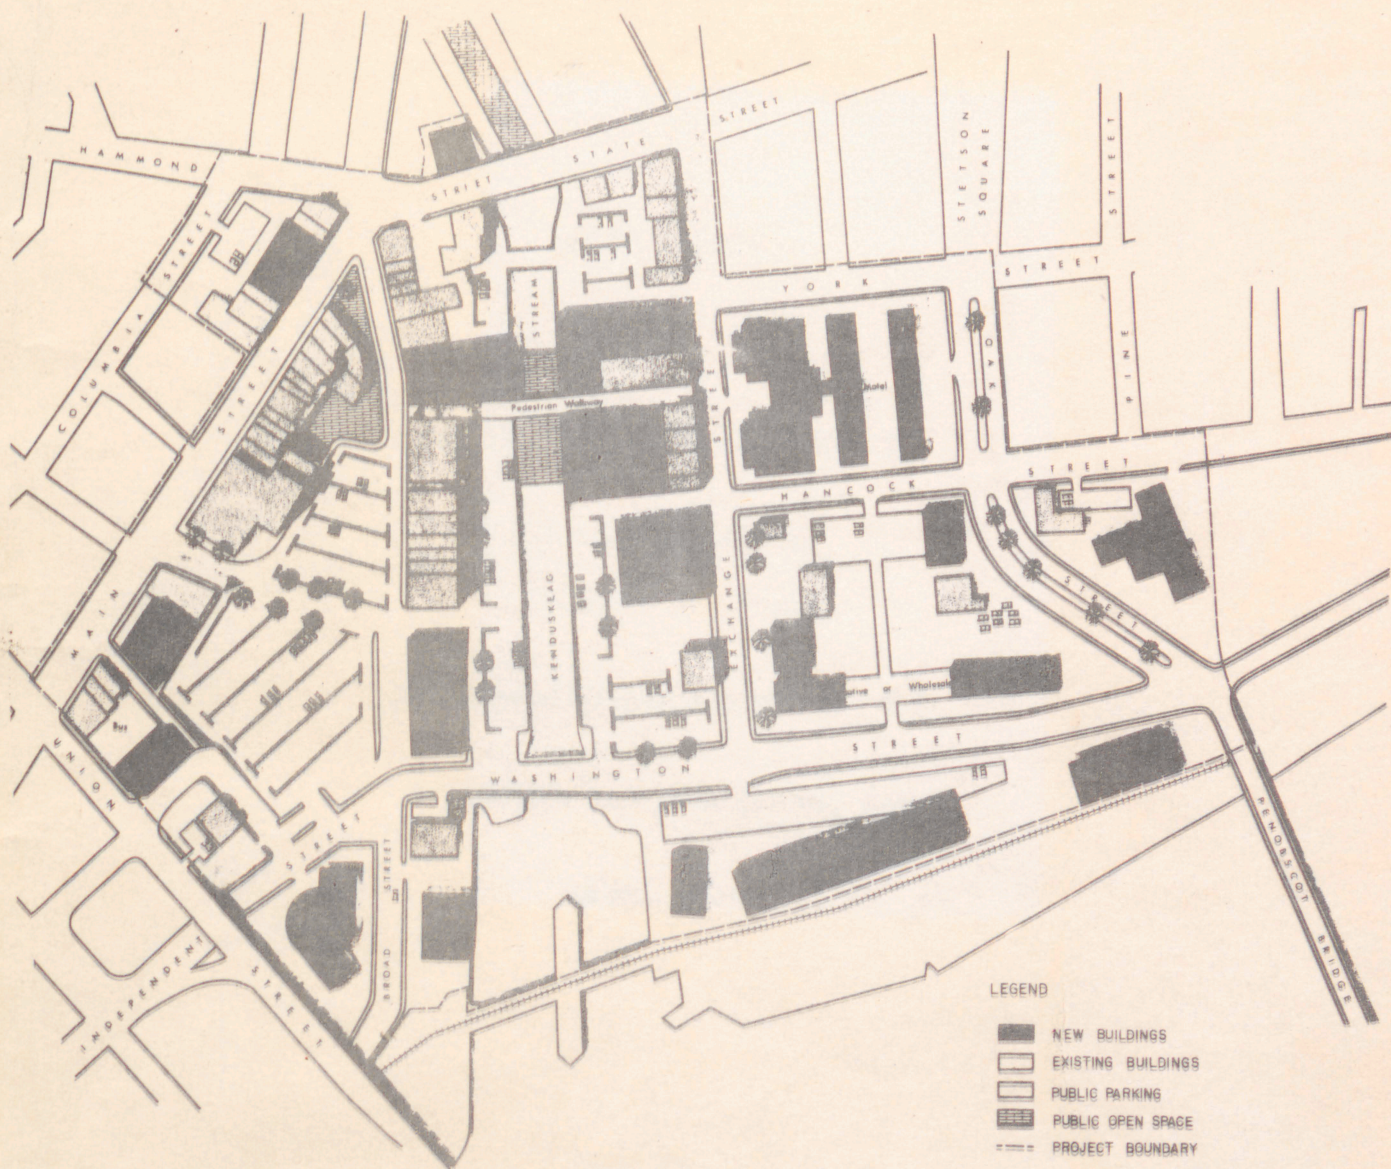 HAMMOND
STREET
STATE
STREET
STETSON
SQUARE
STREET
COLUMBIA STREET
MAIN STREET
STREAM
KENDUSKEAG
Pedestrian Walkway
YORK STREET
Motel
OAK
STREET
PINE
HANCOCK STREET
EXCHANGE STREET
Wholesale
Bus
UNION STREET
WASHINGTON STREET
STREET
BROAD STREET
INDEPENDENT
PENOBSCOT BRIDGE
LEGEND
NEW BUILDINGS
EXISTING BUILDINGS
PUBLIC PARKING
PUBLIC OPEN SPACE
PROJECT BOUNDARY